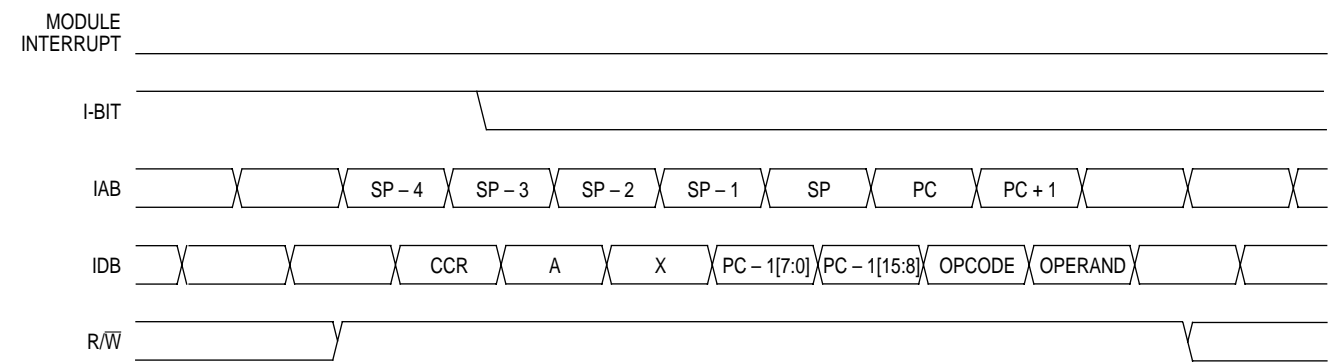 MODULE
INTERRUPT
I-BIT
IAB SP – 4 SP – 3 SP – 2 SP – 1 SP PC PC + 1
IDB CCR A X PC – 1[7:0] PC – 1[15:8] OPCODE OPERAND
R/W̅